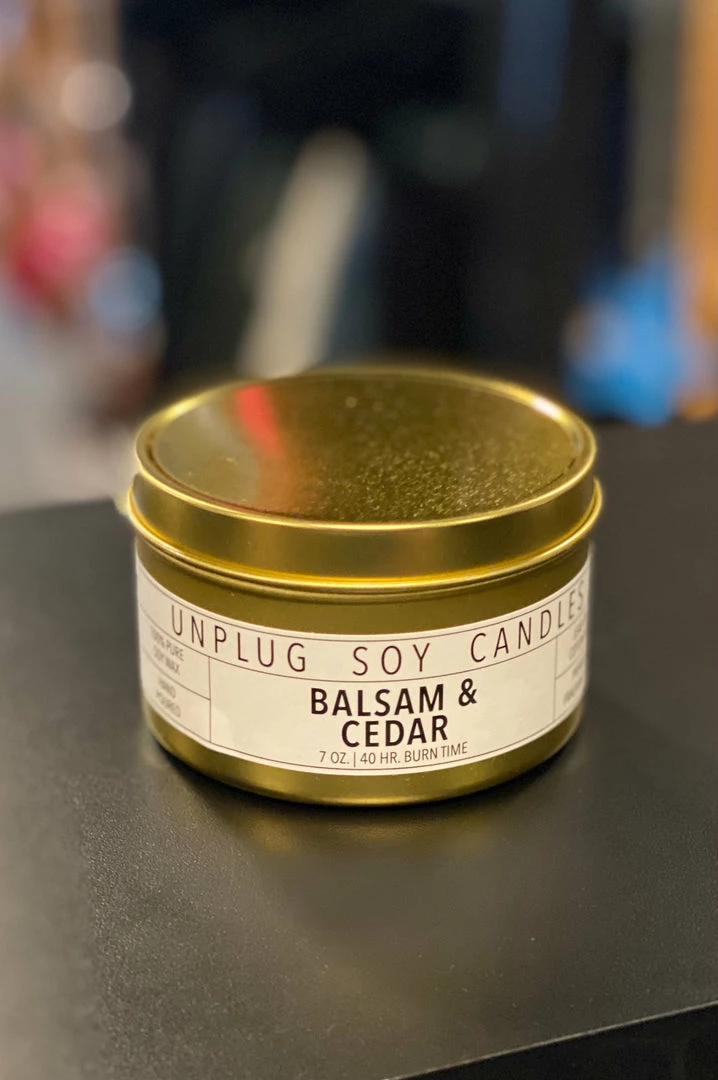 UNPLUG SOY CANDLES
100% PURE
SOY WAX
HAND
POURED
BALSAM &
CEDAR
7 OZ. | 40 HR. BURN TIME